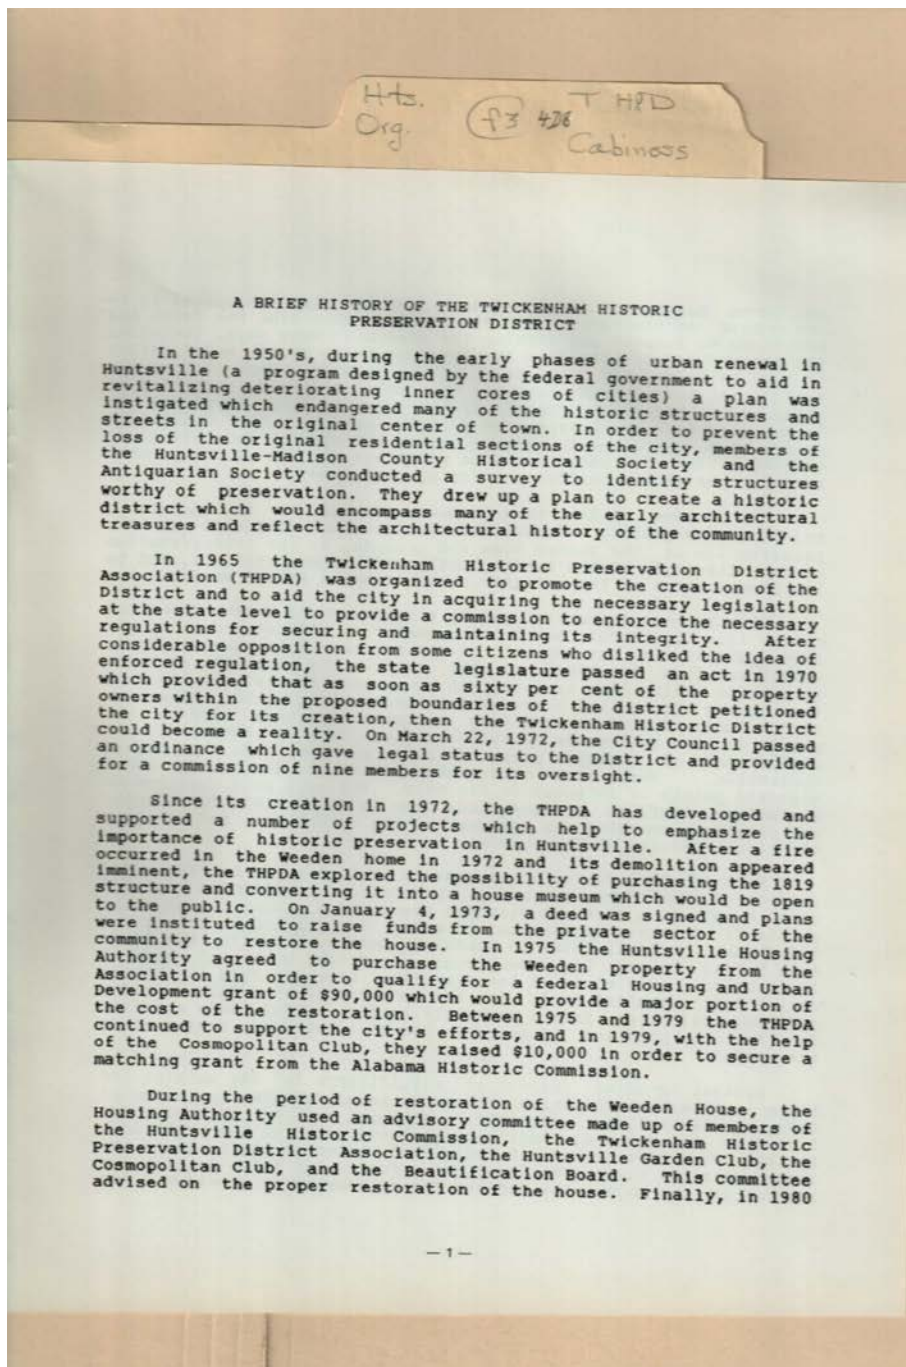 Hts. T HPD
Org. f3 4D8
Cabiness
A BRIEF HISTORY OF THE TWICKENHAM HISTORIC
PRESERVATION DISTRICT
In the 1950's, during the early phases of urban renewal in
Huntsville (a program designed by the federal government to aid in
revitalizing deteriorating inner cores of cities) a plan was
instigated which endangered many of the historic structures and
streets in the original center of town. In order to prevent the
loss of the original residential sections of the city, members of
the Huntsville-Madison County Historical Society and the
Antiquarian Society conducted a survey to identify structures
worthy of preservation. They drew up a plan to create a historic
district which would encompass many of the early architectural
treasures and reflect the architectural history of the community.
In 1965 the Twickenham Historic Preservation District
Association (THPDA) was organized to promote the creation of the
District and to aid the city in acquiring the necessary legislation
at the state level to provide a commission to enforce the necessary
regulations for securing and maintaining its integrity. After
considerable opposition from some citizens who disliked the idea of
enforced regulation, the state legislature passed an act in 1970
which provided that as soon as sixty per cent of the property
owners within the proposed boundaries of the district petitioned
the city for its creation, then the Twickenham Historic District
could become a reality. On March 22, 1972, the City Council passed
an ordinance which gave legal status to the District and provided
for a commission of nine members for its oversight.
Since its creation in 1972, the THPDA has developed and
supported a number of projects which help to emphasize the
importance of historic preservation in Huntsville. After a fire
occurred in the Weeden home in 1972 and its demolition appeared
imminent, the THPDA explored the possibility of purchasing the 1819
structure and converting it into a house museum which would be open
to the public. On January 4, 1973, a deed was signed and plans
were instituted to raise funds from the private sector of the
community to restore the house. In 1975 the Huntsville Housing
Authority agreed to purchase the Weeden property from the
Association in order to qualify for a federal Housing and Urban
Development grant of $90,000 which would provide a major portion of
the cost of the restoration. Between 1975 and 1979 the THPDA
continued to support the city's efforts, and in 1979, with the help
of the Cosmopolitan Club, they raised $10,000 in order to secure a
matching grant from the Alabama Historic Commission.
During the period of restoration of the Weeden House, the
Housing Authority used an advisory committee made up of members of
the Huntsville Historic Commission, the Twickenham Historic
Preservation District Association, the Huntsville Garden Club, the
Cosmopolitan Club, and the Beautification Board. This committee
advised on the proper restoration of the house. Finally, in 1980
— 1 —